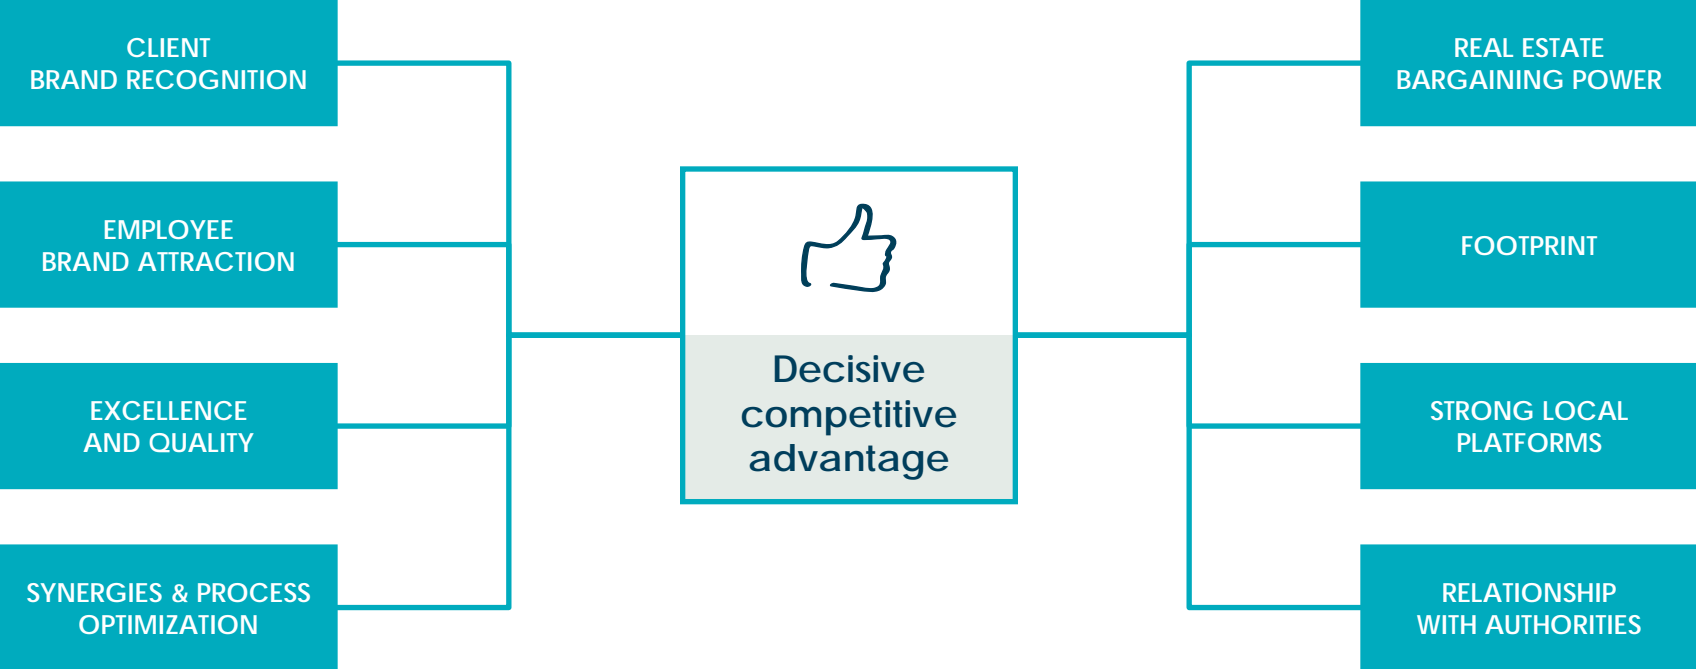 CLIENT
BRAND RECOGNITION
EMPLOYEE
BRAND ATTRACTION
EXCELLENCE
AND QUALITY
SYNERGIES & PROCESS
OPTIMIZATION
Decisive
competitive
advantage
REAL ESTATE
BARGAINING POWER
FOOTPRINT
STRONG LOCAL
PLATFORMS
RELATIONSHIP
WITH AUTHORITIES